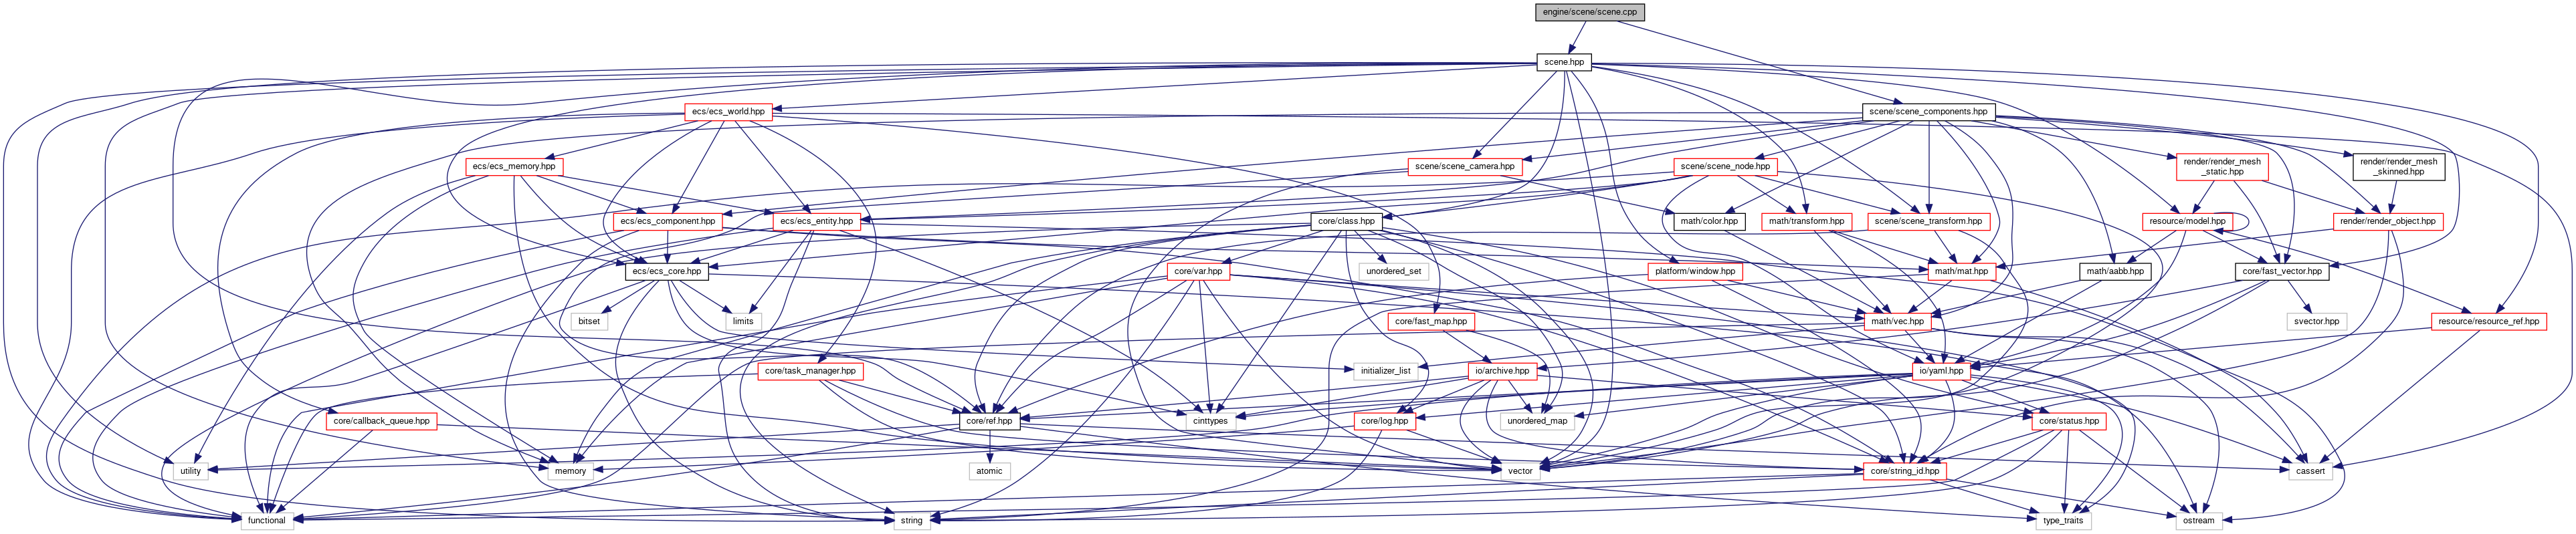 engine/scene/scene.cpp
scene.hpp
ecs/ecs_world.hpp
scene/scene_components.hpp
ecs/ecs_memory.hpp
scene/scene_camera.hpp
scene/scene_node.hpp
render/render_mesh
_static.hpp
render/render_mesh
_skinned.hpp
ecs/ecs_component.hpp
ecs/ecs_entity.hpp
core/class.hpp
math/color.hpp
math/transform.hpp
scene/scene_transform.hpp
resource/model.hpp
render/render_object.hpp
ecs/ecs_core.hpp
unordered_set
core/var.hpp
platform/window.hpp
math/mat.hpp
math/aabb.hpp
core/fast_vector.hpp
bitset
limits
core/fast_map.hpp
math/vec.hpp
svector.hpp
resource/resource_ref.hpp
core/task_manager.hpp
initializer_list
io/archive.hpp
io/yaml.hpp
core/callback_queue.hpp
core/ref.hpp
cinttypes
core/log.hpp
unordered_map
core/status.hpp
utility
memory
atomic
vector
core/string_id.hpp
cassert
functional
string
type_traits
ostream